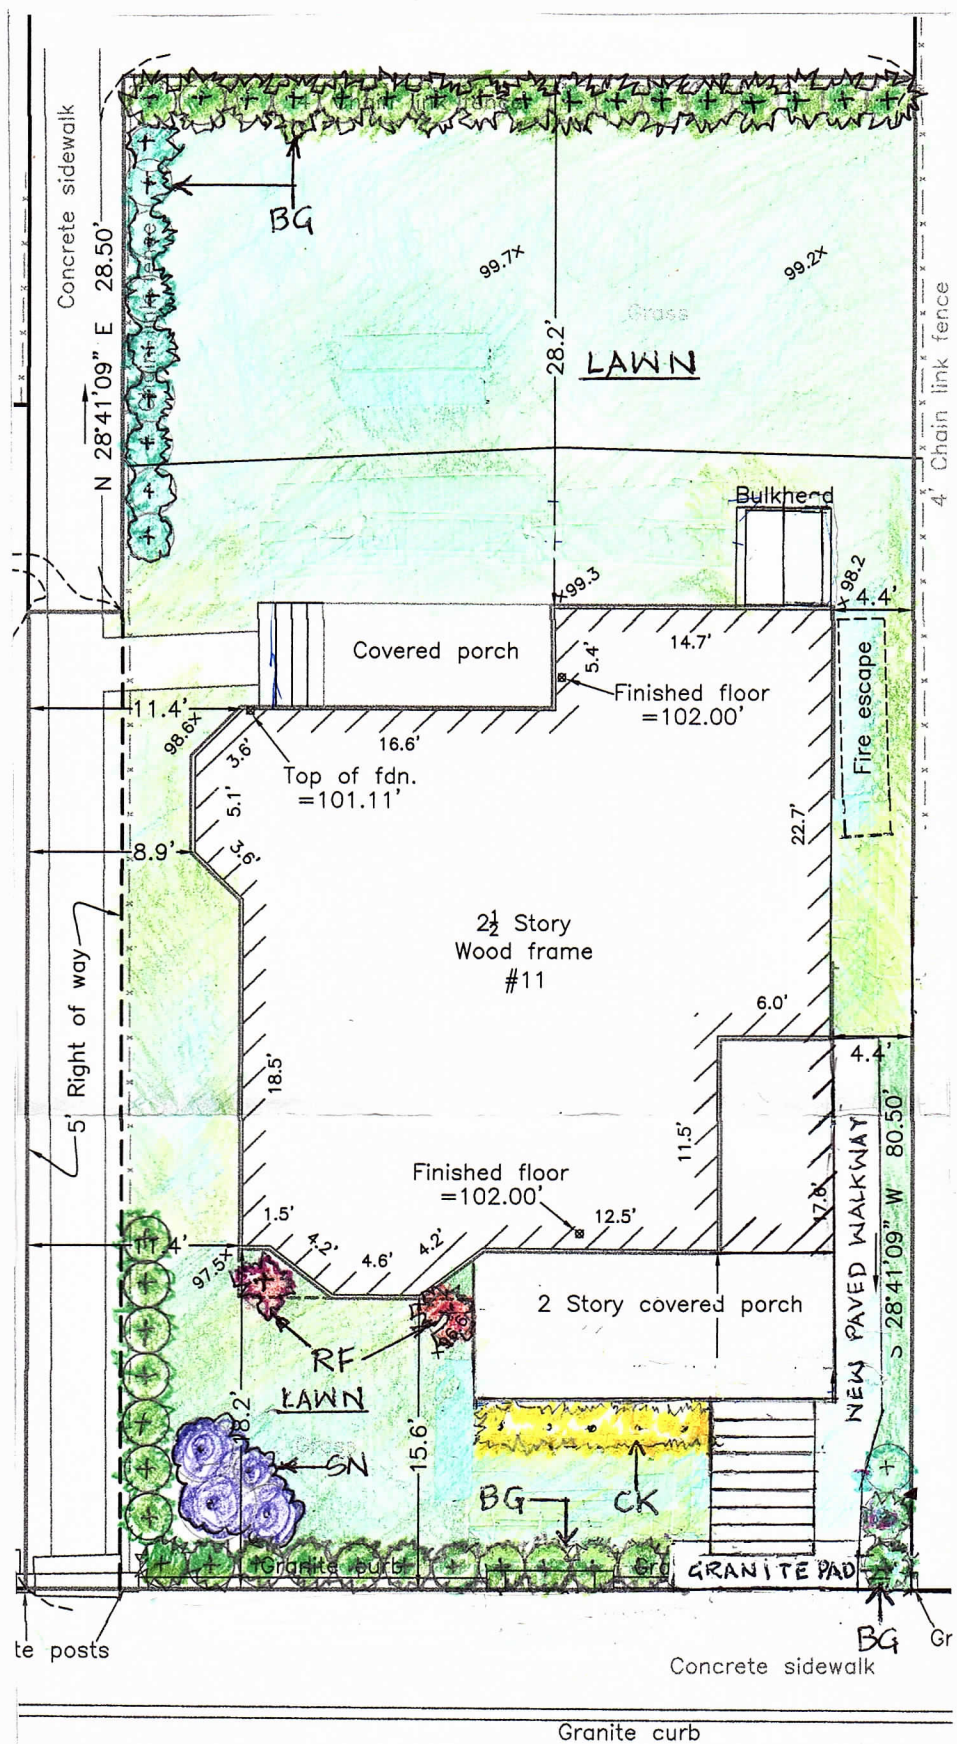 Concrete sidewalk
N 28°41'09" E 28.50'
BG
99.7x
99.2x
Grass
28.2'
LAWN
4' Chain link fence
Bulkhead
x99.3
x 98.2
4.4'
Covered porch
5.4'
14.7'
Finished floor
=102.00'
Fire escape
11.4'
98.6x
3.6'
16.6'
Top of fdn.
=101.11'
5.1'
22.7'
8.9'
3.6'
2½ Story
Wood frame
#11
5' Right of way
6.0'
4.4'
18.5'
11.5'
17.6'
NEW PAVED WALKWAY
S 28°41'09" W 80.50'
Finished floor
=102.00'
1.5'
4.2'
4.6'
4.2'
12.5'
97.5x
2 Story covered porch
RF
LAWN
18.2'
15.6'
SN
BG
CK
Granite curb
GRANITE PAD
te posts
BG
Gr
Concrete sidewalk
Granite curb